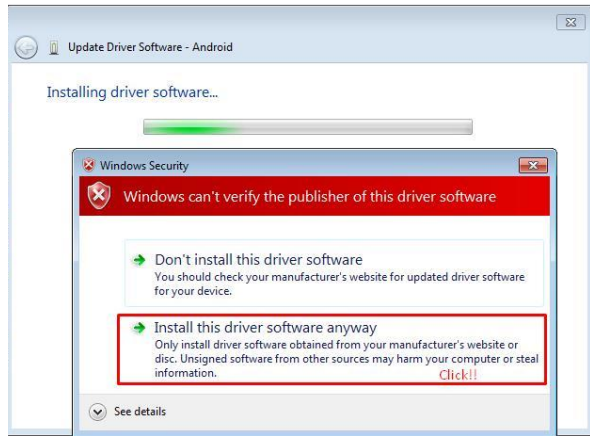 Update Driver Software - Android
Installing driver software...
Windows Security
Windows can't verify the publisher of this driver software
Don't install this driver software
You should check your manufacturer's website for updated driver software
for your device.
Install this driver software anyway
Only install driver software obtained from your manufacturer's website or
disc. Unsigned software from other sources may harm your computer or steal
information.
Click!!
See details